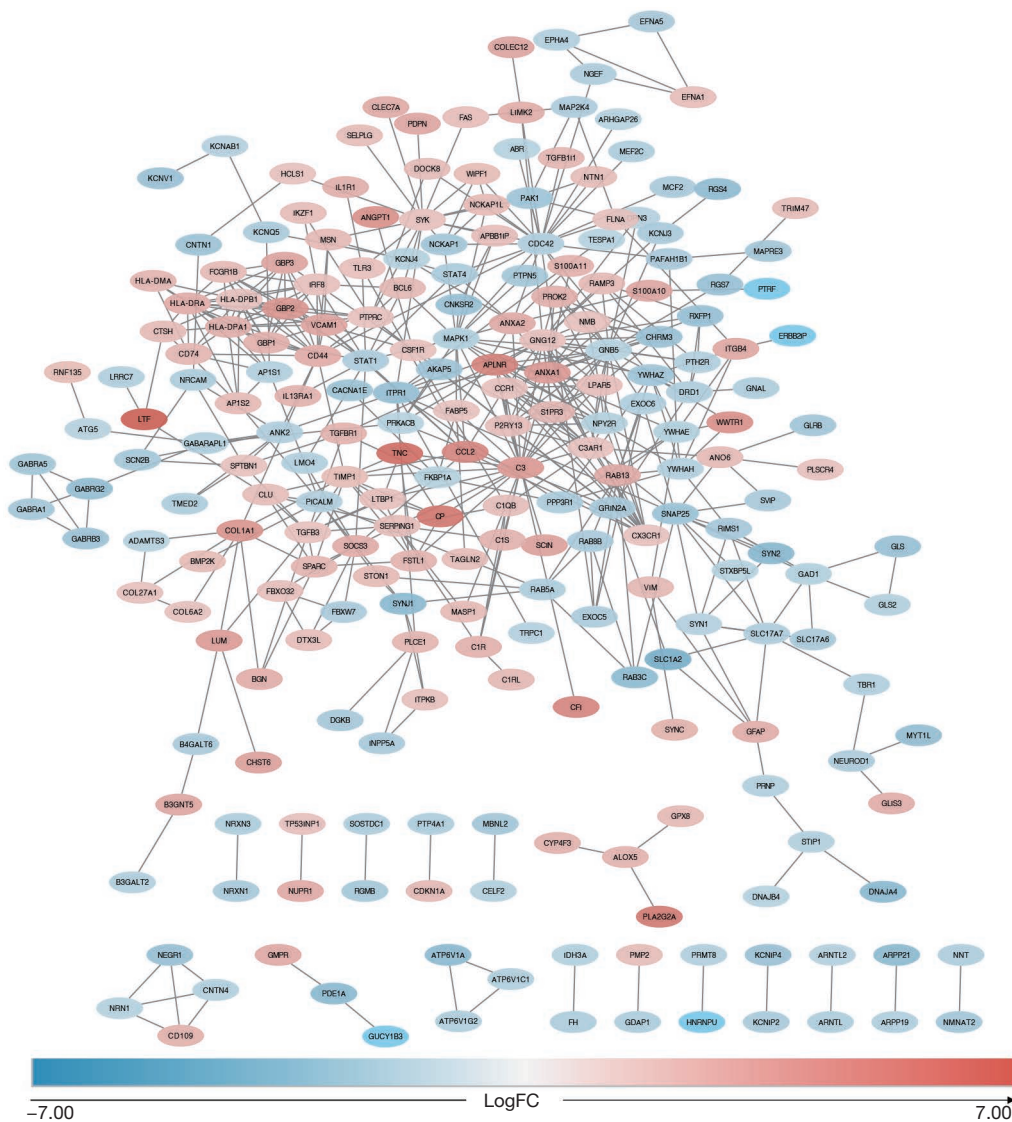 EFNA5
EPHA4
COLEC12
NGEF
EFNA1
CLEC7A
PDPN
FAS
LIMK2
MAP2K4
ARHGAP26
SELPLG
KCNAB1
ABR
TGFB1I1
MEF2C
DOCK8
KCNV1
HCLS1
IL1R1
WIPF1
NTN1
MCF2
RGS4
PAK1
NCKAP1L
ANGPT1
SYK
FLNA
TRIM47
IKZF1
KCNQ5
MSN
APBB1IP
KCNJ3
CNTN1
NCKAP1
CDC42
TESPA1
MAPRE3
KCNJ4
PAFAH1B1
GBP3
TLR3
S100A11
FCGR1B
STAT4
PTPN5
HLA-DMA
IRF8
BCL6
RAMP3
S100A10
RGS7
PTRF
HLA-DRA
HLA-DPB1
GBP2
CNKSR2
PROK2
PTPRC
RXFP1
HLA-DPA1
VCAM1
ANXA2
NMB
CTSH
MAPK1
GNG12
CHRM3
ERBB2P
GBP1
CSF1R
GNB5
ITGB4
CD74
CD44
STAT1
APLNR
PTH2R
RNF135
LRRC7
NRCAM
AP1S1
AKAP5
ANXA1
YWHAZ
CACNA1E
ITPR1
CCR1
LPAR5
DRD1
GNAL
LTF
AP1S2
IL13RA1
FABP5
S1PR3
EXOC6
ATG5
PRKACB
P2RY13
NPY2R
WWTR1
GLRB
GABARAPL1
ANK2
TGFBR1
YWHAE
SCN2B
TNC
CCL2
C3AR1
ANO6
GABRA5
SPTBN1
LMO4
C3
YWHAH
PLSCR4
GABRG2
TIMP1
FKBP1A
RAB13
CLU
PICALM
LTBP1
PPP3R1
SVIP
GABRA1
TMED2
C1QB
GRIN2A
SNAP25
CP
COL1A1
TGFB3
SERPING1
RIMS1
GABRB3
ADAMTS3
SOCS3
C1S
SCIN
RAB8B
CX3CR1
SYN2
GLS
BMP2K
SPARC
FSTL1
TAGLN2
STXBP5L
GAD1
COL27A1
FBXO32
STON1
RAB5A
VIM
COL6A2
FBXW7
SYNJ1
MASP1
EXOC5
GLS2
LUM
DTX3L
PLCE1
C1R
TRPC1
SYN1
SLC17A7
SLC17A6
BGN
C1RL
RAB3C
SLC1A2
ITPKB
CFI
TBR1
DGKB
SYNC
GFAP
B4GALT6
INPP5A
MYT1L
CHST6
NEUROD1
PRNP
B3GNT5
GLIS3
NRXN3
TP53INP1
SOSTDC1
PTP4A1
MBNL2
GPX8
CYP4F3
STIP1
ALOX5
B3GALT2
NRXN1
NUPR1
RGMB
CDKN1A
CELF2
DNAJB4
DNAJA4
PLA2G2A
NEGR1
GMPR
ATP6V1A
IDH3A
PMP2
PRMT8
KCNIP4
ARNTL2
ARPP21
NNT
ATP6V1C1
CNTN4
PDE1A
NRN1
ATP6V1G2
FH
GDAP1
HNRNPU
KCNIP2
ARNTL
ARPP19
NMNAT2
CD109
GUCY1B3
−7.00
LogFC
7.00